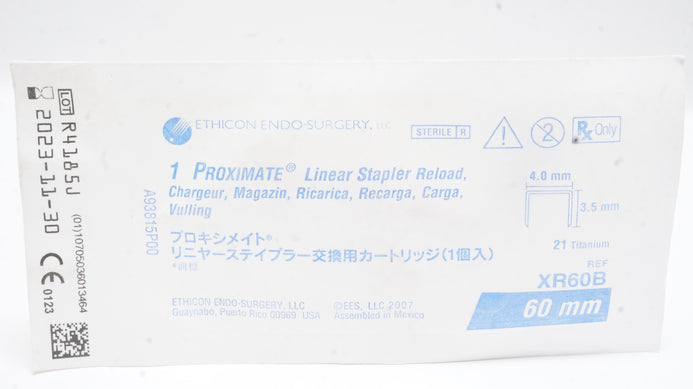 LOT R4185J
2023-11-30
(01)10705036013464
CE 0123
ETHICON ENDO-SURGERY, LLC
STERILE R
2
Rx Only
1 PROXIMATE® Linear Stapler Reload,
Chargeur, Magazin, Ricarica, Recarga, Carga,
Vulling
A93815P00
プロキシメイト*
リニヤーステイプラー交換用カートリッジ(1個入)
*商標
4.0 mm
3.5 mm
21 Titanium
REF
XR60B
60 mm
ETHICON ENDO-SURGERY, LLC
Guaynabo, Puerto Rico 00969 USA
©EES, LLC 2007
Assembled in Mexico